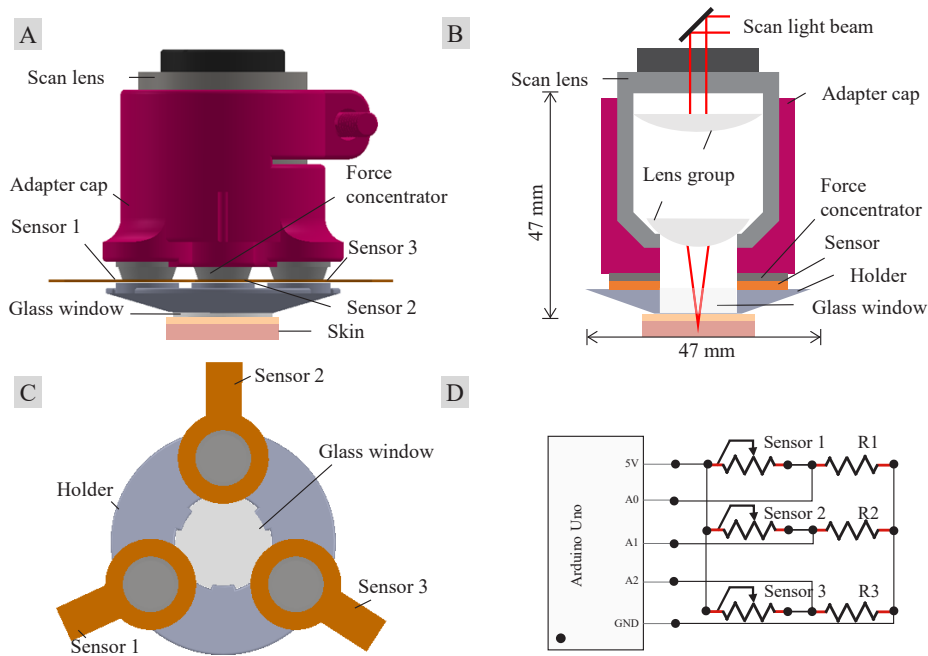 A
Scan lens
Adapter cap
Sensor 1
Force
concentrator
Sensor 3
Sensor 2
Glass window
Skin
B
Scan light beam
Scan lens
Adapter cap
Lens group
Force
concentrator
Sensor
Holder
Glass window
47 mm
47 mm
C
Sensor 2
Glass window
Holder
Sensor 3
Sensor 1
D
Arduino Uno
5V
A0
A1
A2
GND
Sensor 1
R1
Sensor 2
R2
Sensor 3
R3